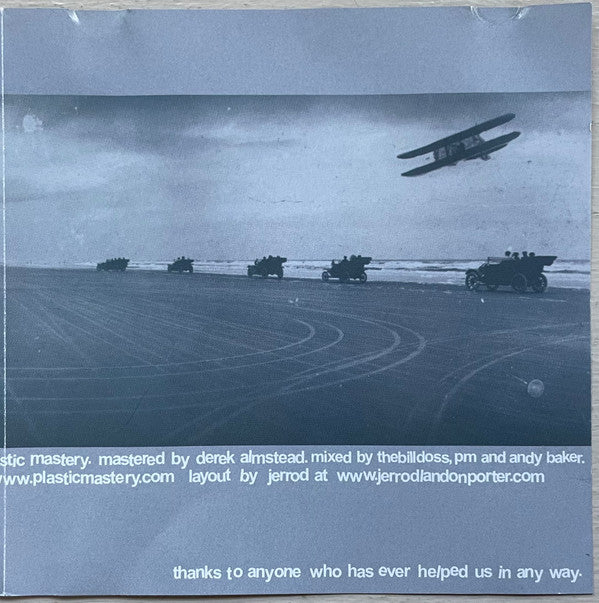 stic mastery. mastered by derek almstead. mixed by thebilldoss, pm and andy baker.
www.plasticmastery.com layout by jerrod at www.jerrodlandonporter.com
thanks to anyone who has ever helped us in any way.